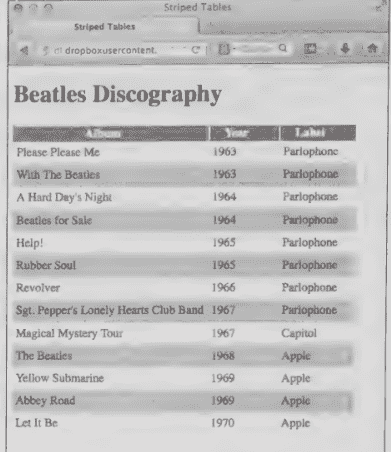 Striped Tables
Striped Tables
dropboxusercontent.
Beatles Discography
Album Year Label
Please Please Me 1963 Parlophone
With The Beatles 1963 Parlophone
A Hard Day's Night 1964 Parlophone
Beatles for Sale 1964 Parlophone
Help! 1965 Parlophone
Rubber Soul 1965 Parlophone
Revolver 1966 Parlophone
Sgt. Pepper's Lonely Hearts Club Band 1967 Parlophone
Magical Mystery Tour 1967 Capitol
The Beatles 1968 Apple
Yellow Submarine 1969 Apple
Abbey Road 1969 Apple
Let It Be 1970 Apple